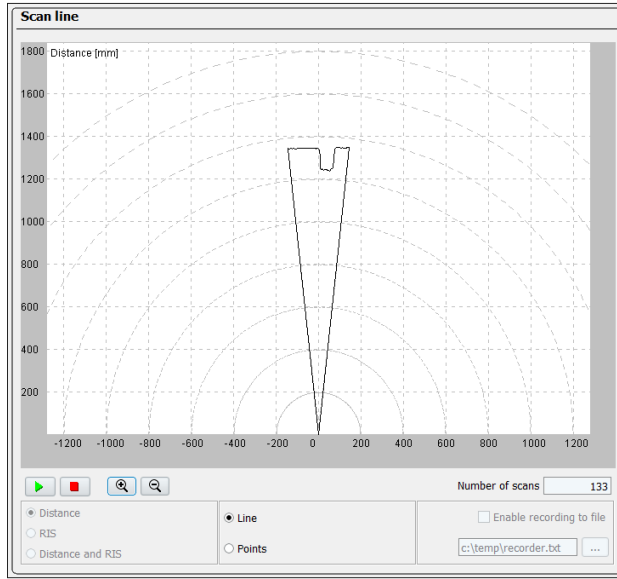 Scan line
Distance [mm]
1800
1600
1400
1200
1000
800
600
400
200
-1200 -1000 -800 -600 -400 -200 0 200 400 600 800 1000 1200
Number of scans 133
Distance
RIS
Distance and RIS
Line
Points
Enable recording to file
c:\temp\recorder.txt ...